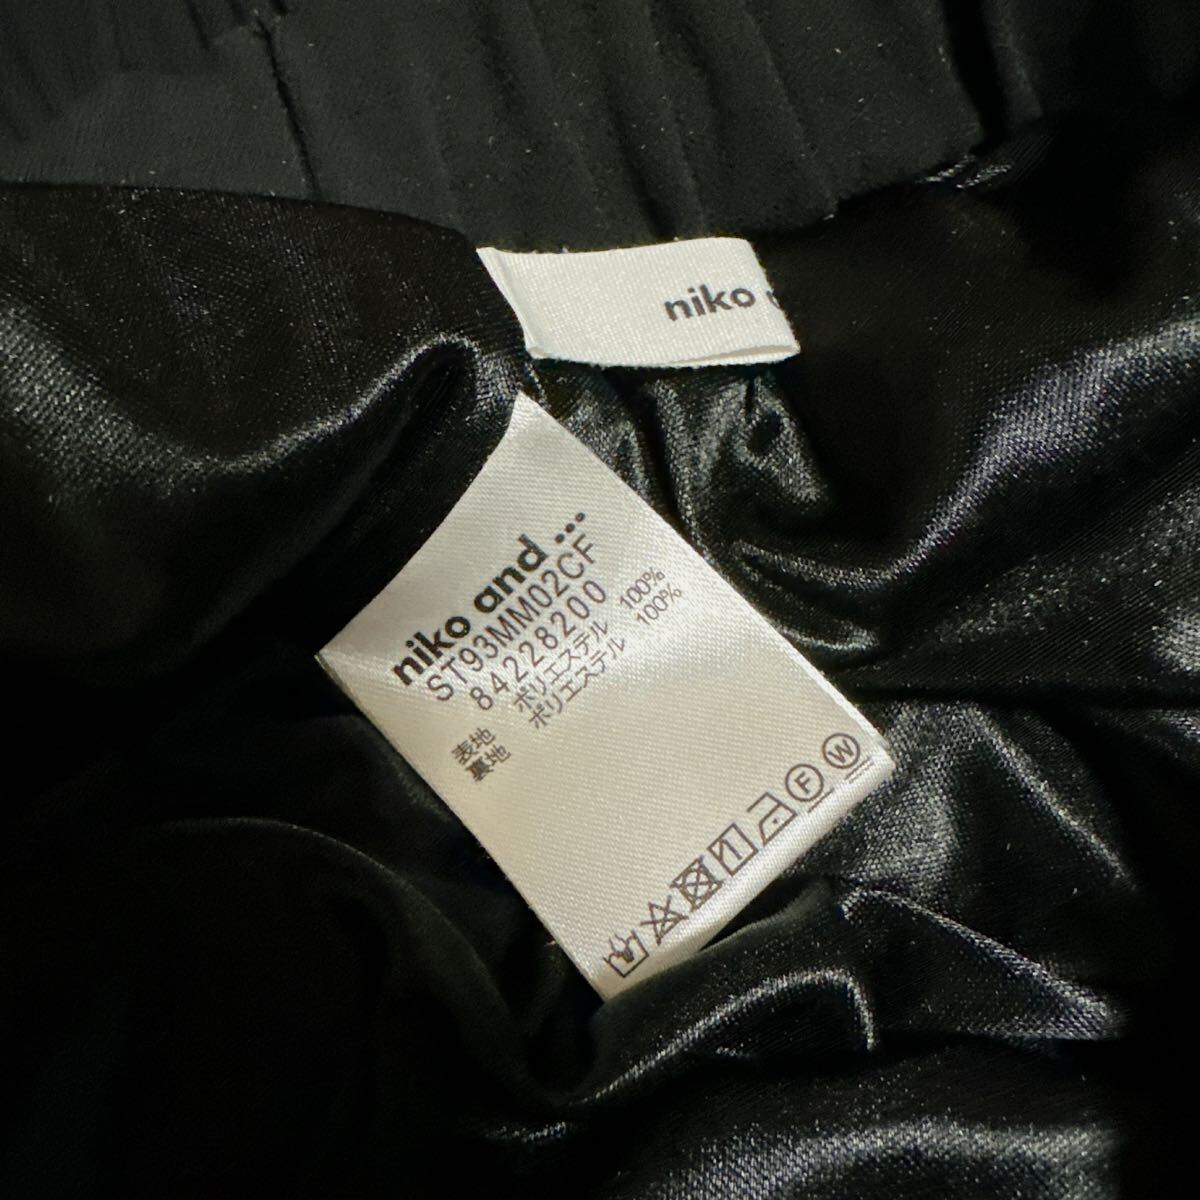 niko
niko and ...
ST93MM02CF
84228200
表地 ポリエステル 100%
裏地 ポリエステル 100%
F W